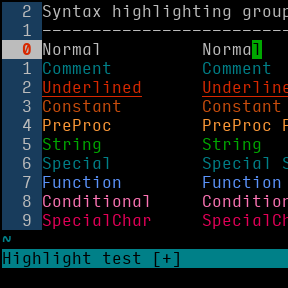 2 Syntax highlighting group
1 --------------------------
0 Normal Normal
1 Comment Comment
2 Underlined Underline
3 Constant Constant
4 PreProc PreProc F
5 String String
6 Special Special S
7 Function Function
8 Conditional Condition
9 SpecialChar SpecialCh
~
Highlight test [+]